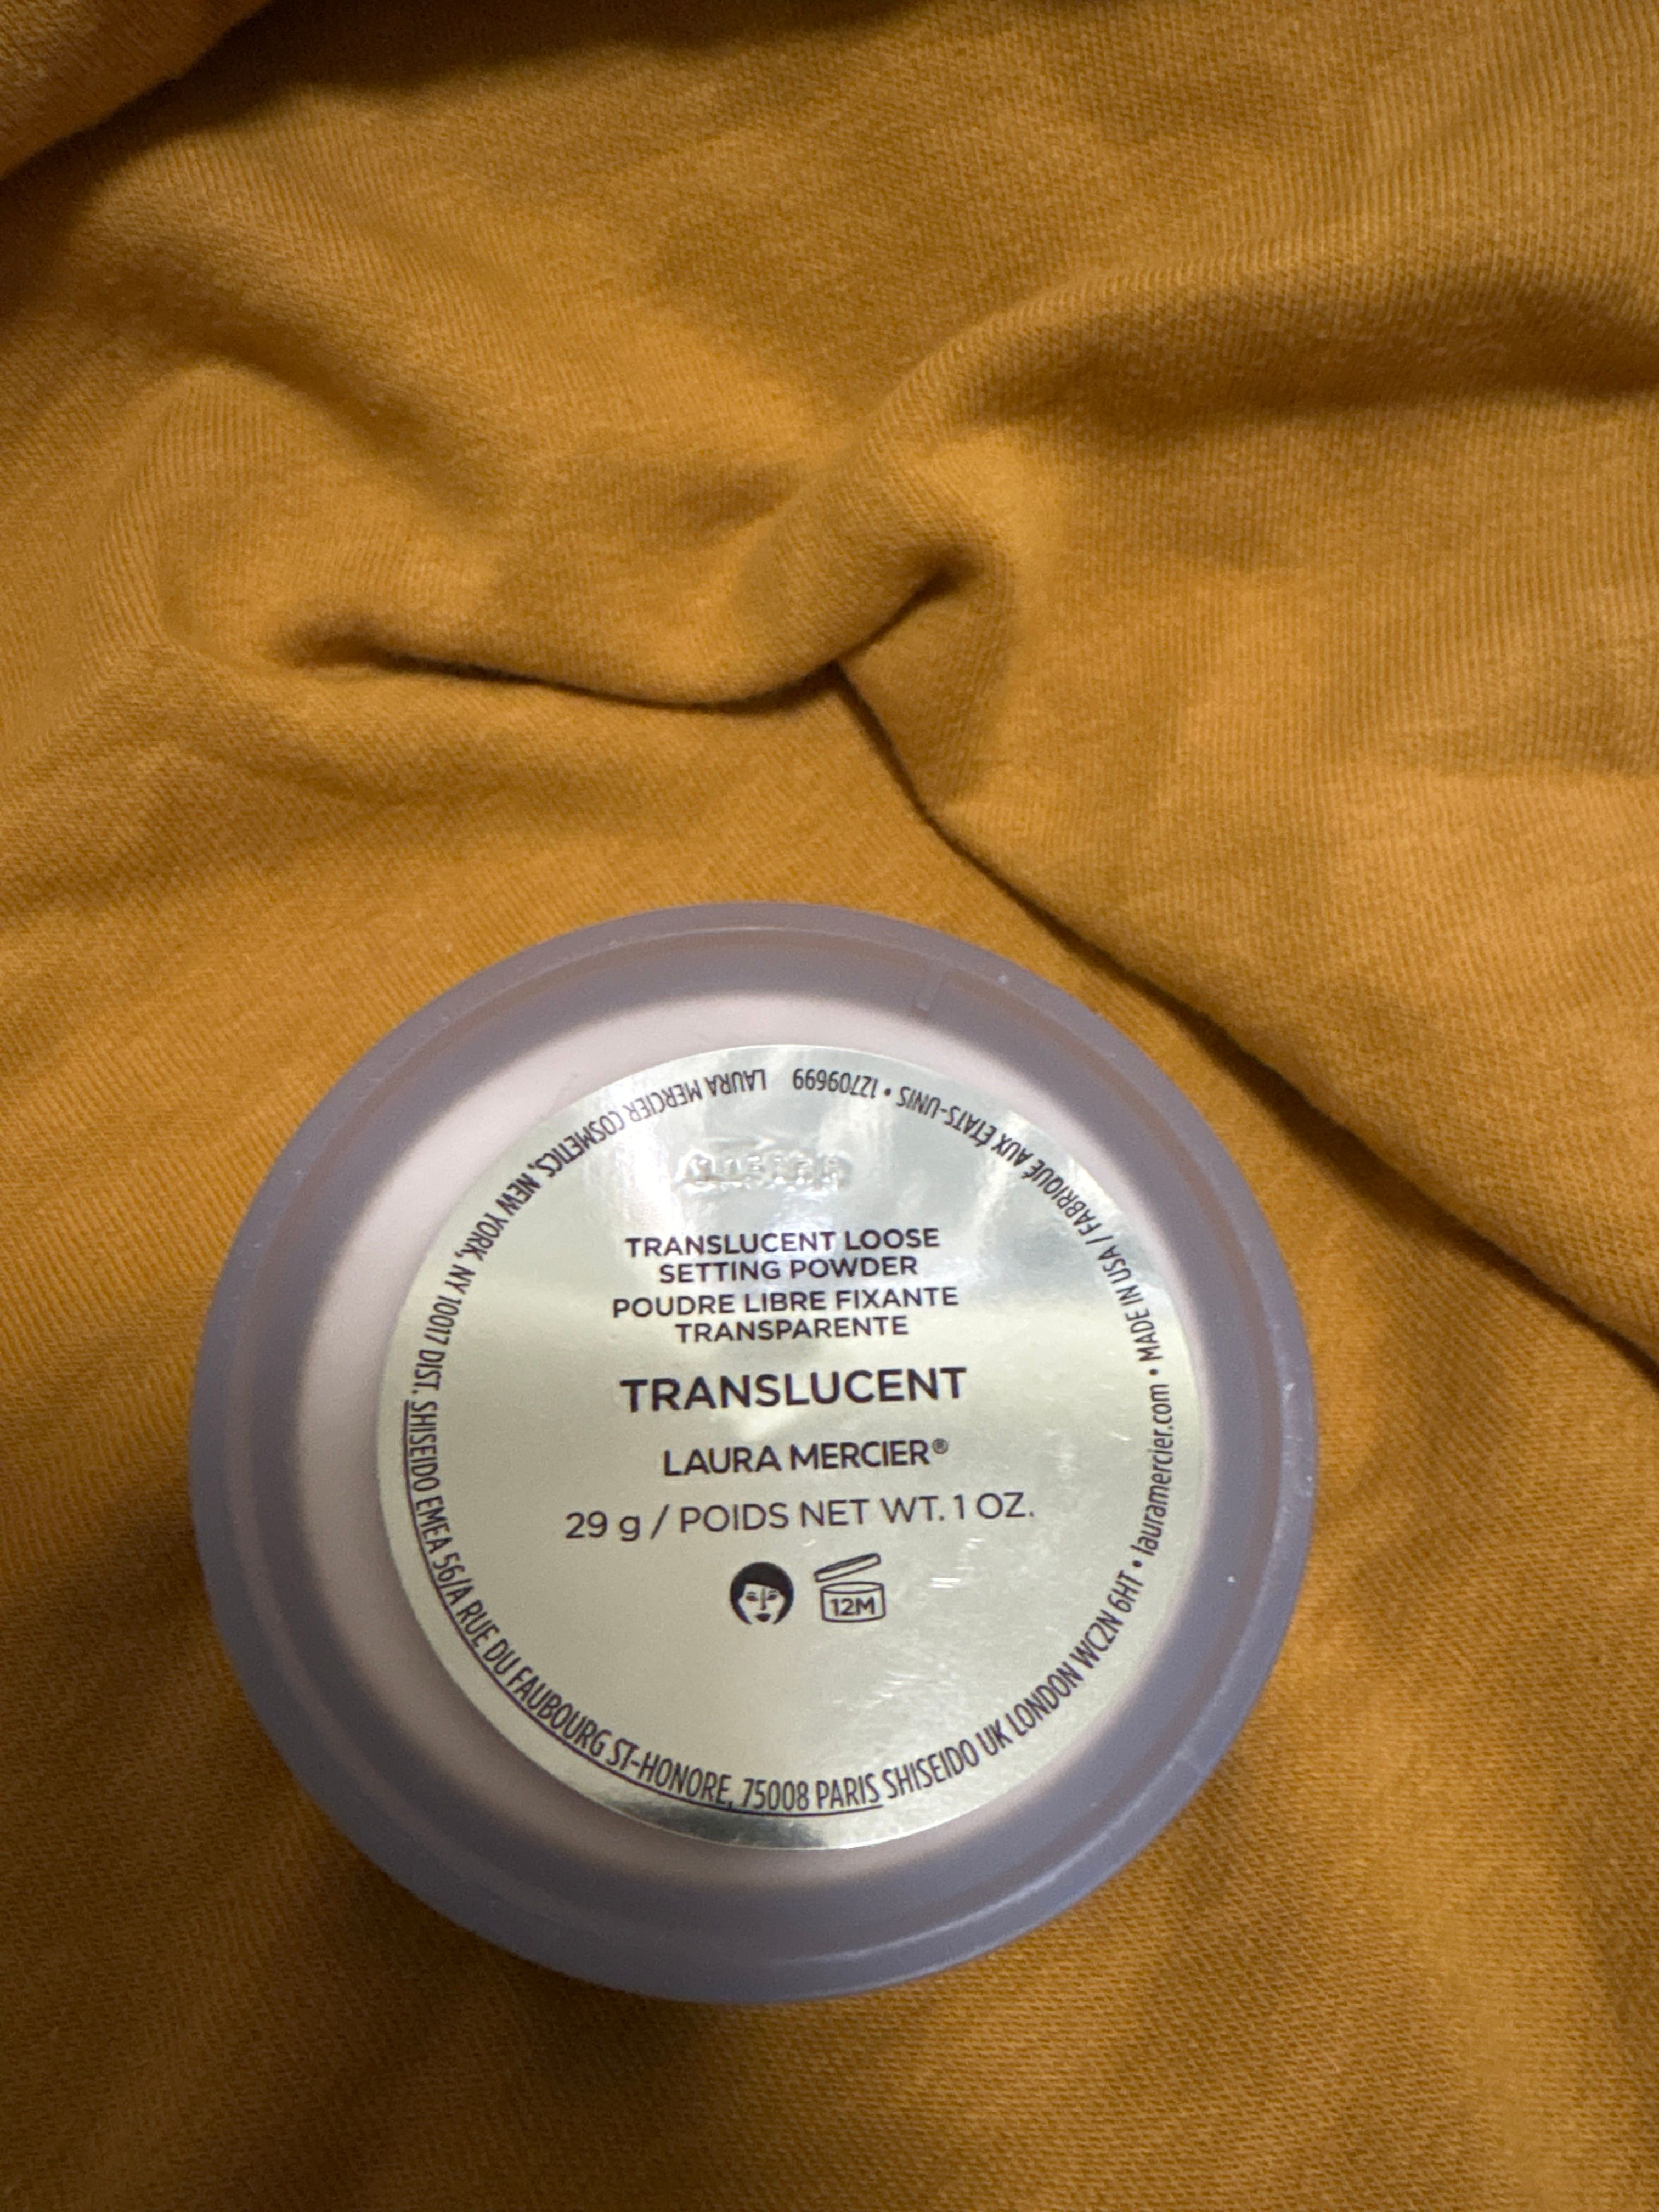 TRANSLUCENT LOOSE
SETTING POWDER
POUDRE LIBRE FIXANTE
TRANSPARENTE
TRANSLUCENT
LAURA MERCIER®
29 g / POIDS NET WT. 1 OZ.
12M
LAURA MERCIER COSMETICS, NEW YORK, NY 10017 DIST. SHISEIDO EMEA 56/A RUE DU FAUBOURG ST-HONORE, 75008 PARIS SHISEIDO UK LONDON WC2N 6HT • lauramercier.com • MADE IN USA / FABRIQUÉ AUX ÉTATS-UNIS • 12709699